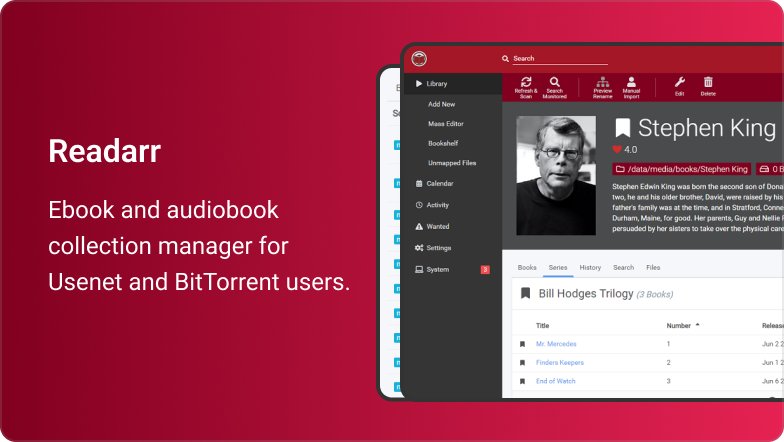 Readarr
Ebook and audiobook
collection manager for
Usenet and BitTorrent users.
Search
Library
Add New
Mass Editor
Bookshelf
Unmapped Files
Calendar
Activity
Wanted
Settings
System 3
Refresh & Scan
Search Monitored
Preview Rename
Manual Import
Edit
Delete
Stephen King
4.0
/data/media/books/Stephen King 0 B
Stephen Edwin King was born the second son of Dona
two, he and his older brother, David, were raised by his
father's family was at the time, and in Stratford, Conne
Durham, Maine, for good. Her parents, Guy and Nellie
persuaded by her sisters to take over the physical care
Books Series History Search Files
Bill Hodges Trilogy (3 Books)
Title Number Releas
Mr. Mercedes 1 Jun 2 2
Finders Keepers 2 Jun 1 2
End of Watch 3 Jun 6 2